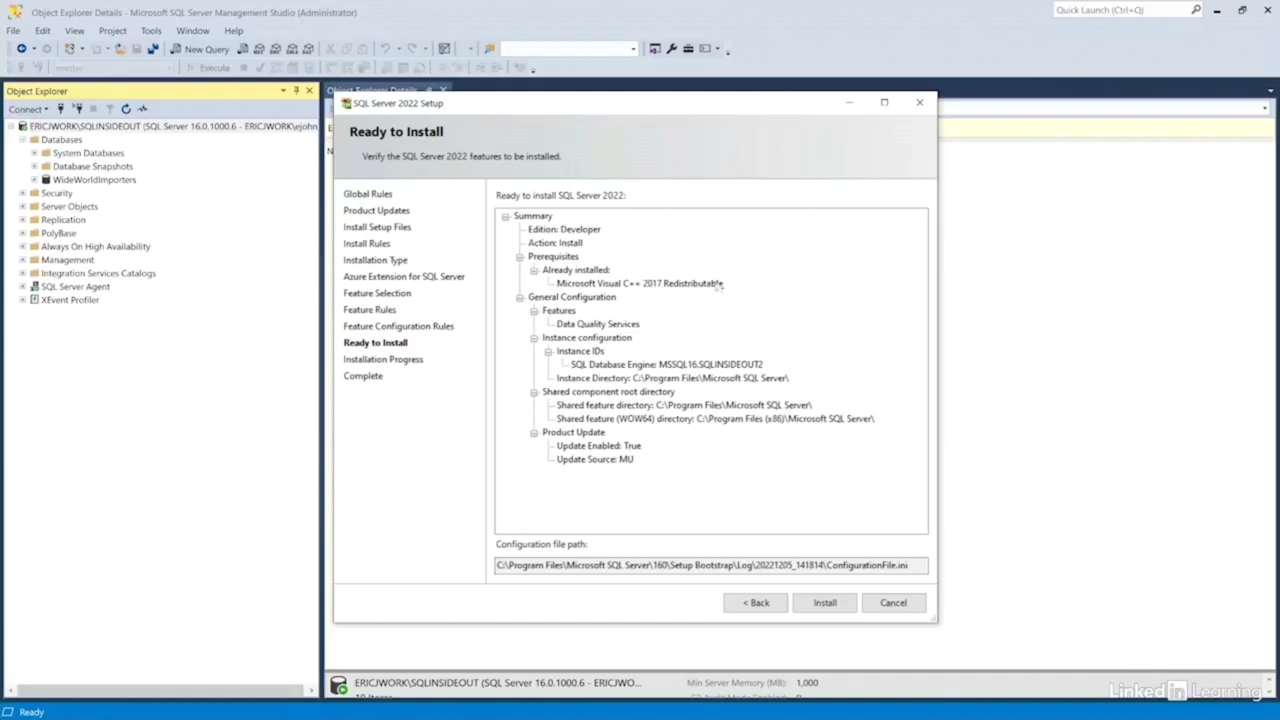 Object Explorer Details - Microsoft SQL Server Management Studio (Administrator)
Quick Launch (Ctrl+Q)
File Edit View Project Tools Window Help
New Query
master
Execute
Object Explorer
Object Explorer Details
Connect
ERICJWORK\SQLINSIDEOUT (SQL Server 16.0.1000.6 - ERICJWORK\ejohn
Databases
System Databases
Database Snapshots
WideWorldImporters
Security
Server Objects
Replication
PolyBase
Always On High Availability
Management
Integration Services Catalogs
SQL Server Agent
XEvent Profiler
SQL Server 2022 Setup
Ready to Install
Verify the SQL Server 2022 features to be installed.
Global Rules
Product Updates
Install Setup Files
Install Rules
Installation Type
Azure Extension for SQL Server
Feature Selection
Feature Rules
Feature Configuration Rules
Ready to Install
Installation Progress
Complete
Ready to install SQL Server 2022:
Summary
Edition: Developer
Action: Install
Prerequisites
Already installed:
Microsoft Visual C++ 2017 Redistributable
General Configuration
Features
Data Quality Services
Instance configuration
Instance IDs
SQL Database Engine: MSSQL16.SQLINSIDEOUT2
Instance Directory: C:\Program Files\Microsoft SQL Server\
Shared component root directory
Shared feature directory: C:\Program Files\Microsoft SQL Server\
Shared feature (WOW64) directory: C:\Program Files (x86)\Microsoft SQL Server\
Product Update
Update Enabled: True
Update Source: MU
Configuration file path:
C:\Program Files\Microsoft SQL Server\160\Setup Bootstrap\Log\20221205_141814\ConfigurationFile.ini
< Back Install Cancel
ERICJWORK\SQLINSIDEOUT (SQL Server 16.0.1000.6 - ERICJWO...
Min Server Memory (MB): 1,000
LinkedIn Learning
Ready